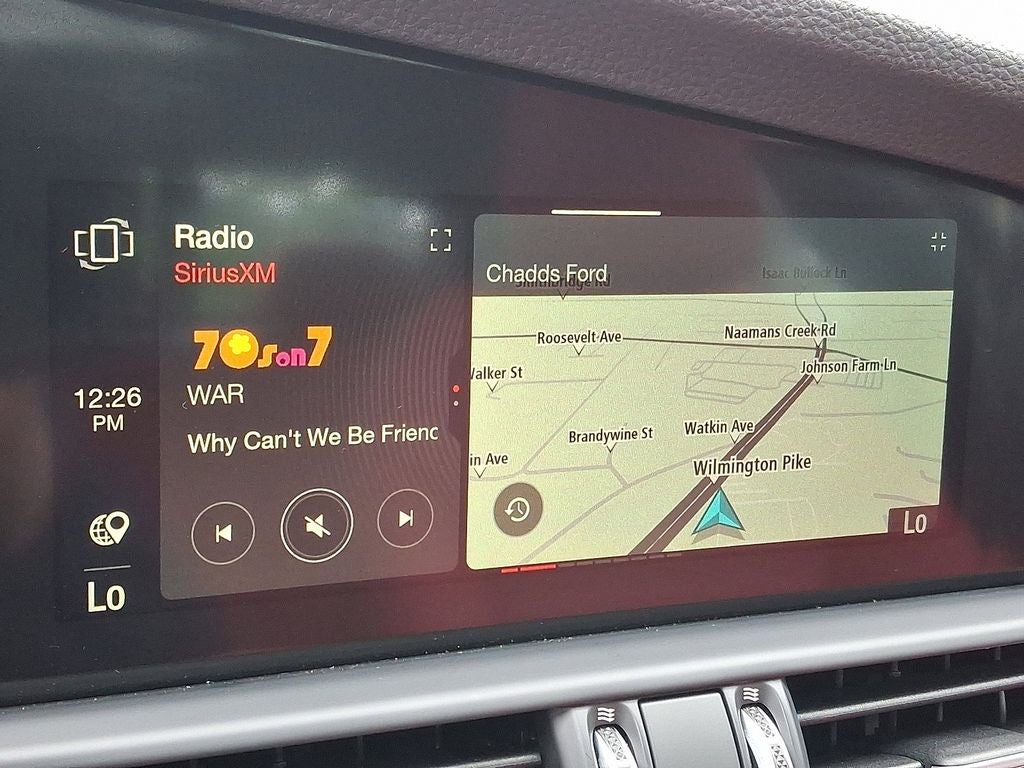 Radio
SiriusXM
70s on 7
WAR
Why Can't We Be Frienc
12:26
PM
Lo
Chadds Ford
Smithbridge Rd
Isaac Bullock Ln
Roosevelt Ave
Naamans Creek Rd
Johnson Farm Ln
Walker St
Brandywine St
Watkin Ave
in Ave
Wilmington Pike
Lo